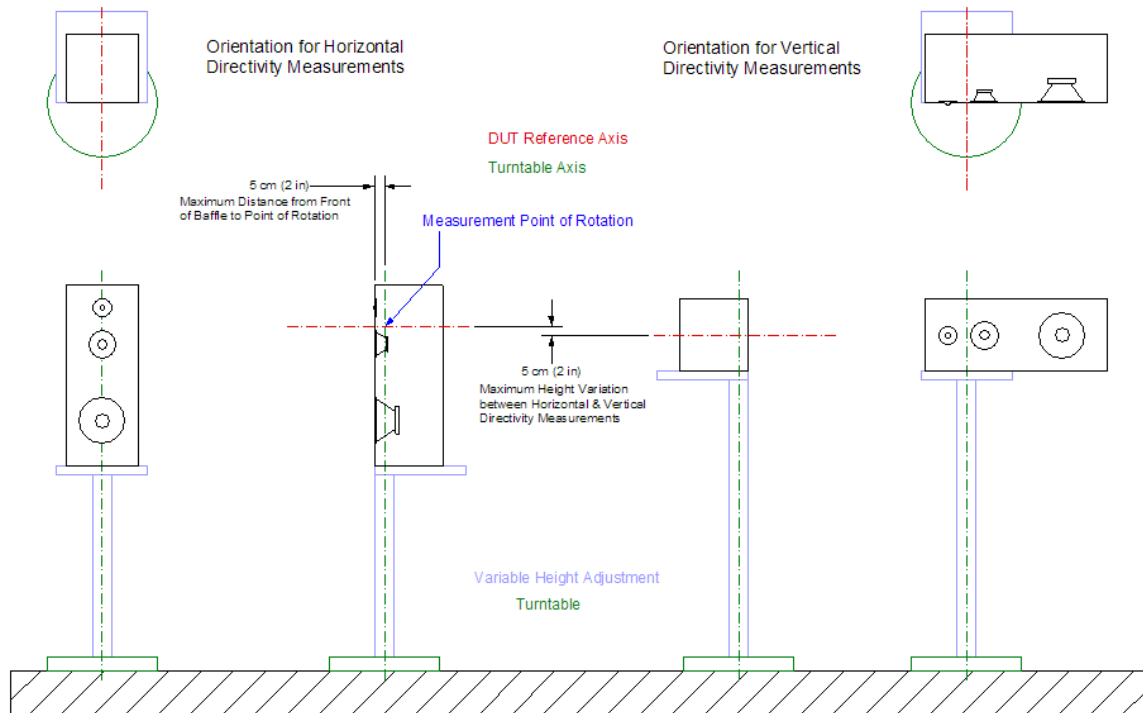 Orientation for Horizontal
Directivity Measurements
Orientation for Vertical
Directivity Measurements
DUT Reference Axis
Turntable Axis
5 cm (2 in)
Maximum Distance from Front
of Baffle to Point of Rotation
Measurement Point of Rotation
5 cm (2 in)
Maximum Height Variation
between Horizontal & Vertical
Directivity Measurements
Variable Height Adjustment
Turntable